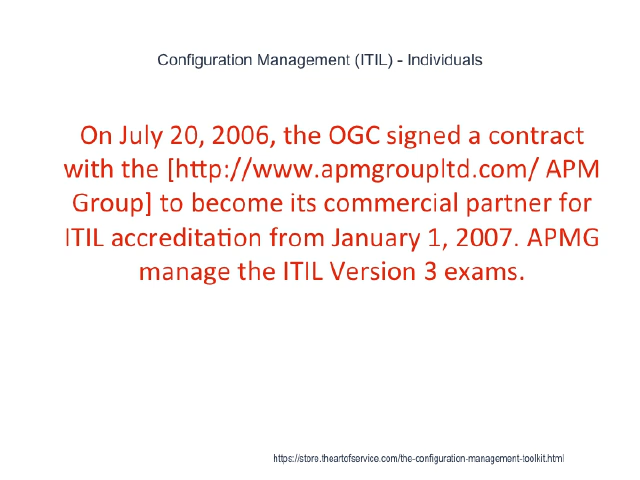 Configuration Management (ITIL) - Individuals
On July 20, 2006, the OGC signed a contract
with the [http://www.apmgroupltd.com/ APM
Group] to become its commercial partner for
ITIL accreditation from January 1, 2007. APMG
manage the ITIL Version 3 exams.
https://store.theartofservice.com/the-configuration-management-toolkit.html